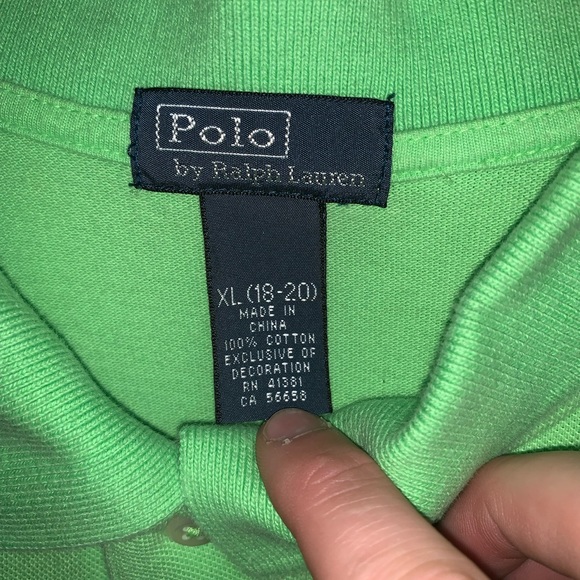 Polo
by Ralph Lauren
XL (18-20)
MADE IN
CHINA
100% COTTON
EXCLUSIVE OF
DECORATION
RN 41381
CA 56658